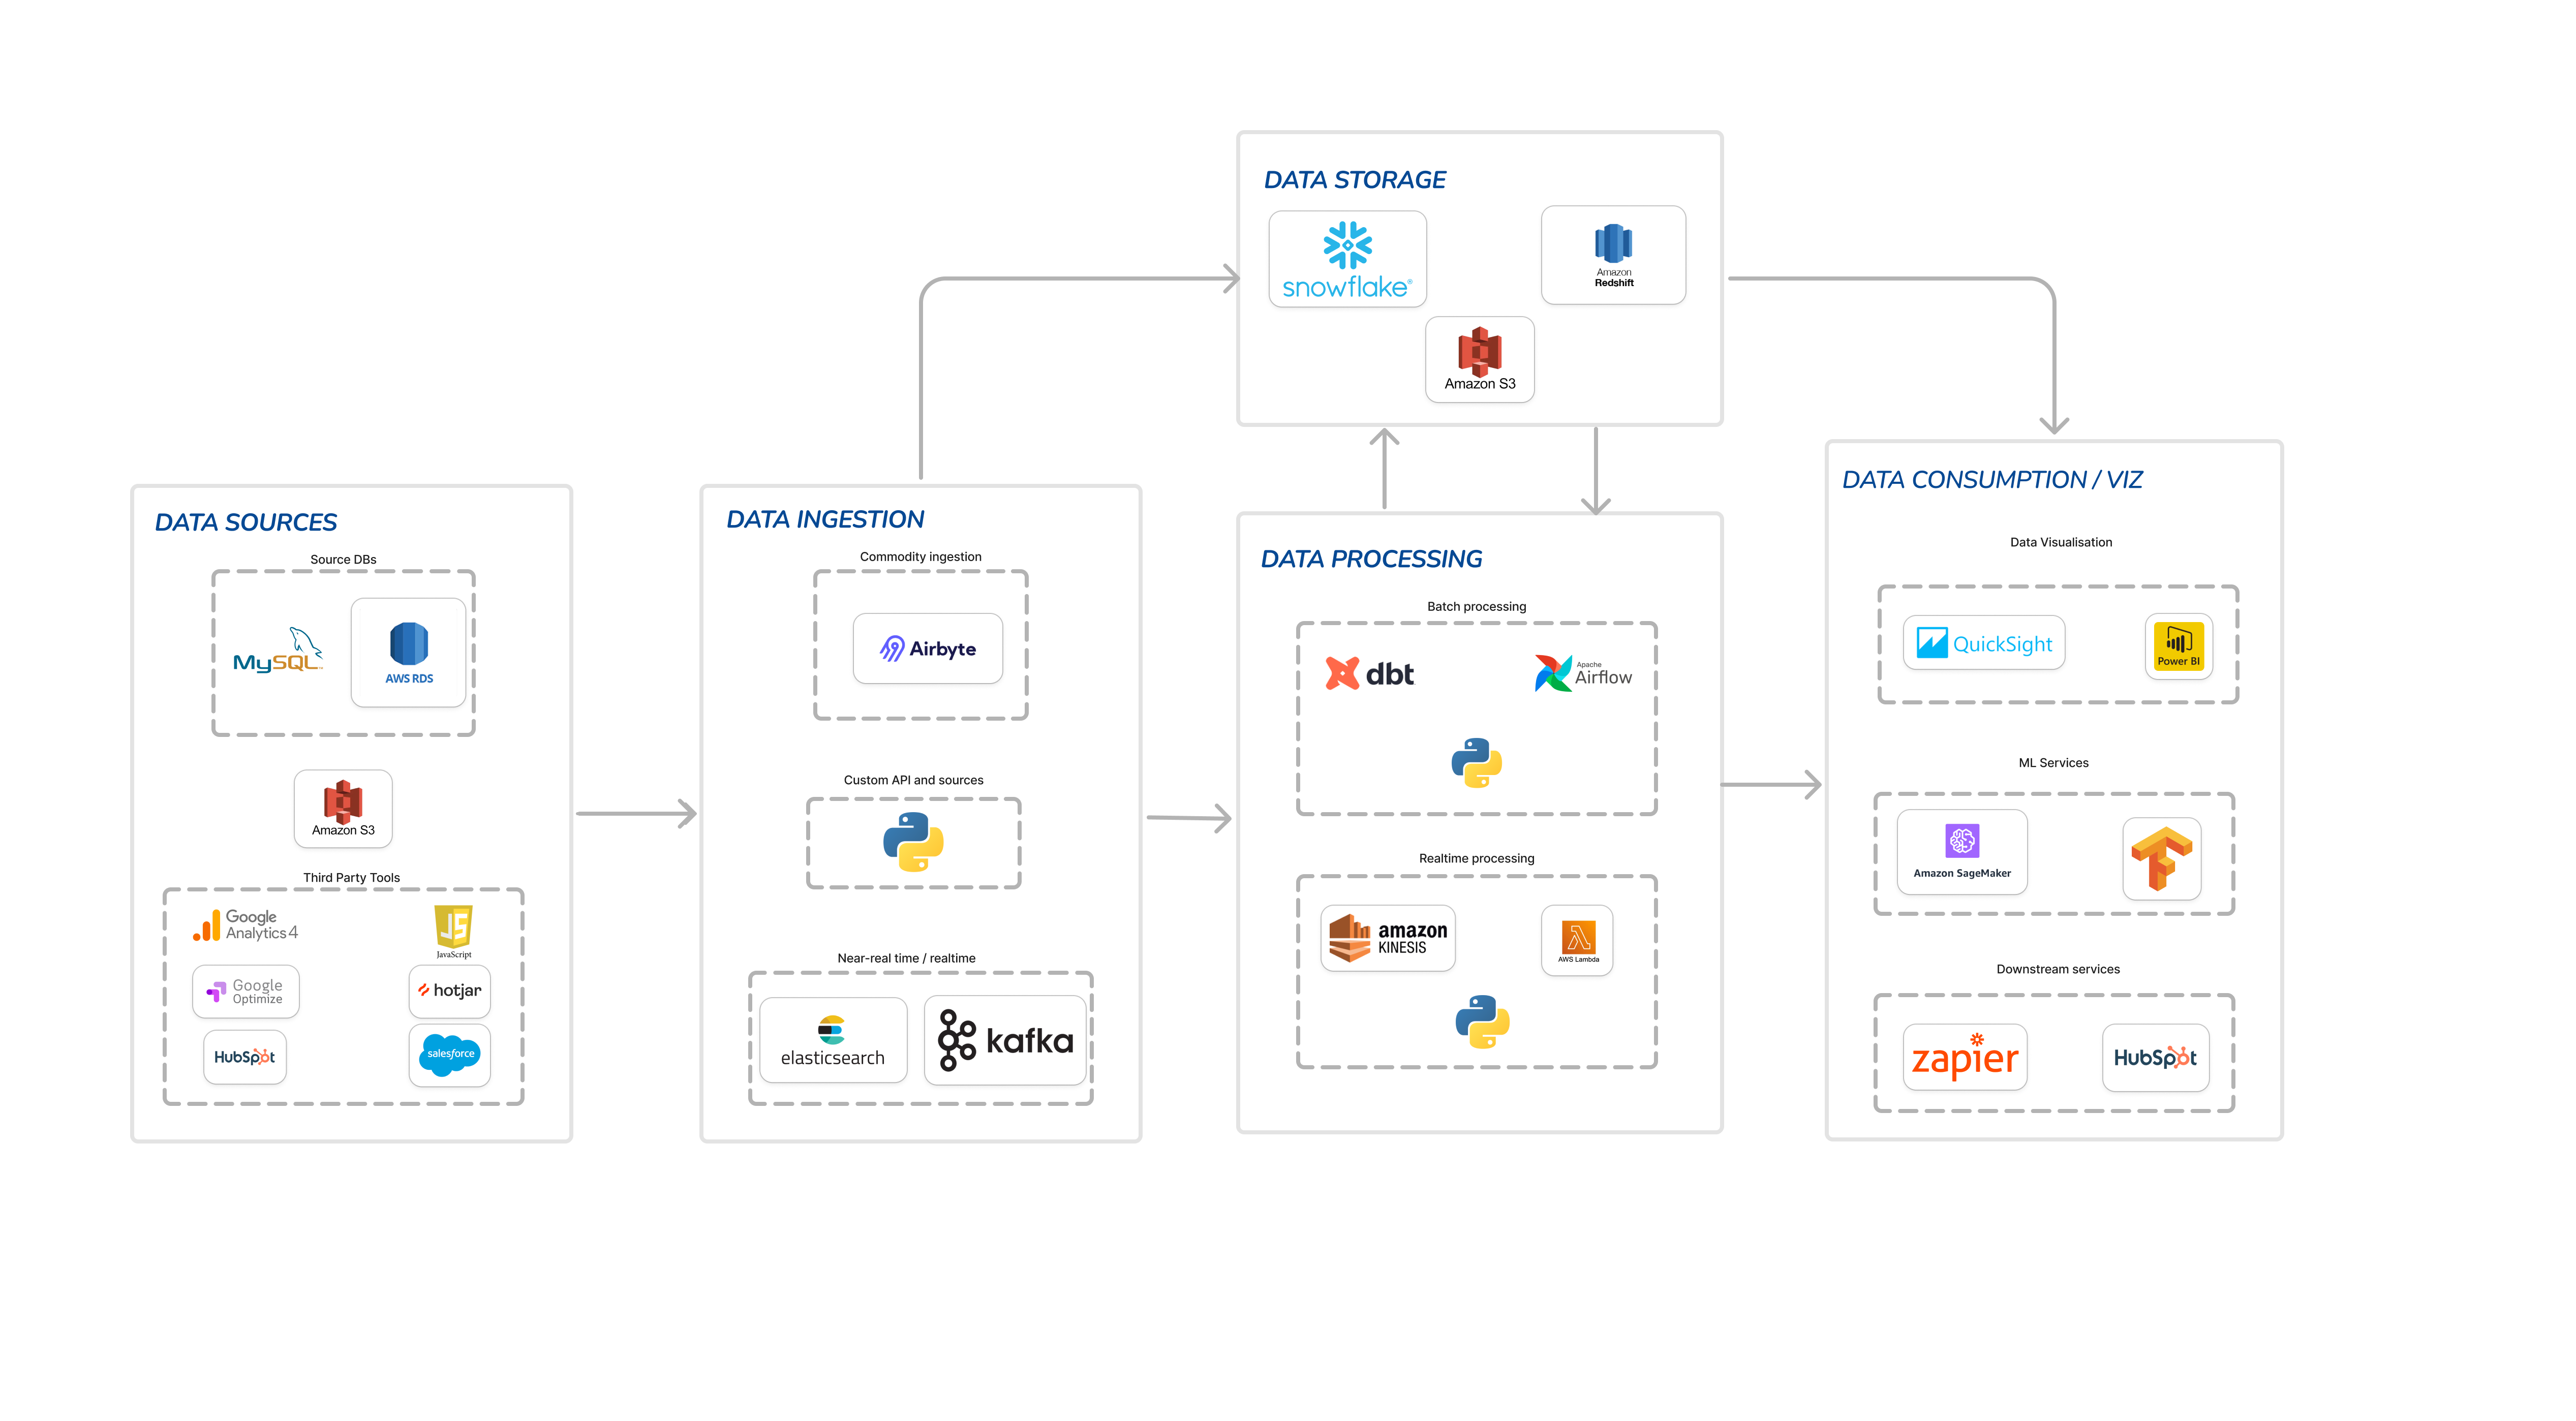 DATA STORAGE
snowflake®
Amazon
Redshift
Amazon S3
DATA SOURCES
Source DBs
MySQL™
AWS RDS
Amazon S3
Third Party Tools
Google
Analytics 4
JS
JavaScript
Google
Optimize
hotjar
HubSpot
salesforce
DATA INGESTION
Commodity ingestion
Airbyte
Custom API and sources
Near-real time / realtime
elasticsearch
kafka
DATA PROCESSING
Batch processing
dbt
Apache
Airflow
Realtime processing
amazon
KINESIS
AWS Lambda
DATA CONSUMPTION / VIZ
Data Visualisation
QuickSight
Power BI
ML Services
Amazon SageMaker
Downstream services
zapier
HubSpot